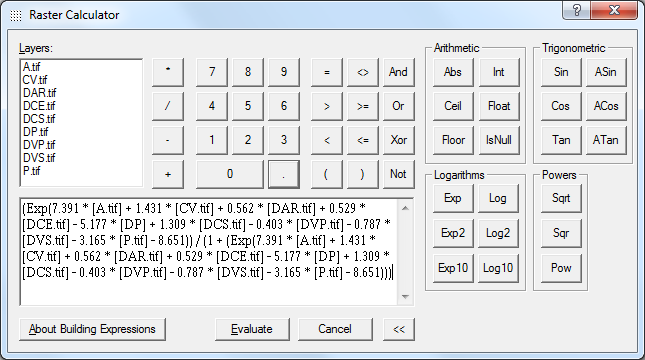 Raster Calculator
Layers:
A.tif
CV.tif
DAR.tif
DCE.tif
DCS.tif
DP.tif
DVP.tif
DVS.tif
P.tif
* 7 8 9 = <> And
/ 4 5 6 > >= Or
- 1 2 3 < <= Xor
+ 0 . ( ) Not
Arithmetic
Abs Int
Ceil Float
Floor IsNull
Trigonometric
Sin ASin
Cos ACos
Tan ATan
Logarithms
Exp Log
Exp2 Log2
Exp10 Log10
Powers
Sqrt
Sqr
Pow
(Exp(7.391 * [A.tif] + 1.431 * [CV.tif] + 0.562 * [DAR.tif] + 0.529 *
[DCE.tif] - 5.177 * [DP] + 1.309 * [DCS.tif] - 0.403 * [DVP.tif] - 0.787 *
[DVS.tif] - 3.165 * [P.tif] - 8.651)) / (1 + (Exp(7.391 * [A.tif] + 1.431 *
[CV.tif] + 0.562 * [DAR.tif] + 0.529 * [DCE.tif] - 5.177 * [DP] + 1.309 *
[DCS.tif] - 0.403 * [DVP.tif] - 0.787 * [DVS.tif] - 3.165 * [P.tif] - 8.651)))
About Building Expressions Evaluate Cancel <<